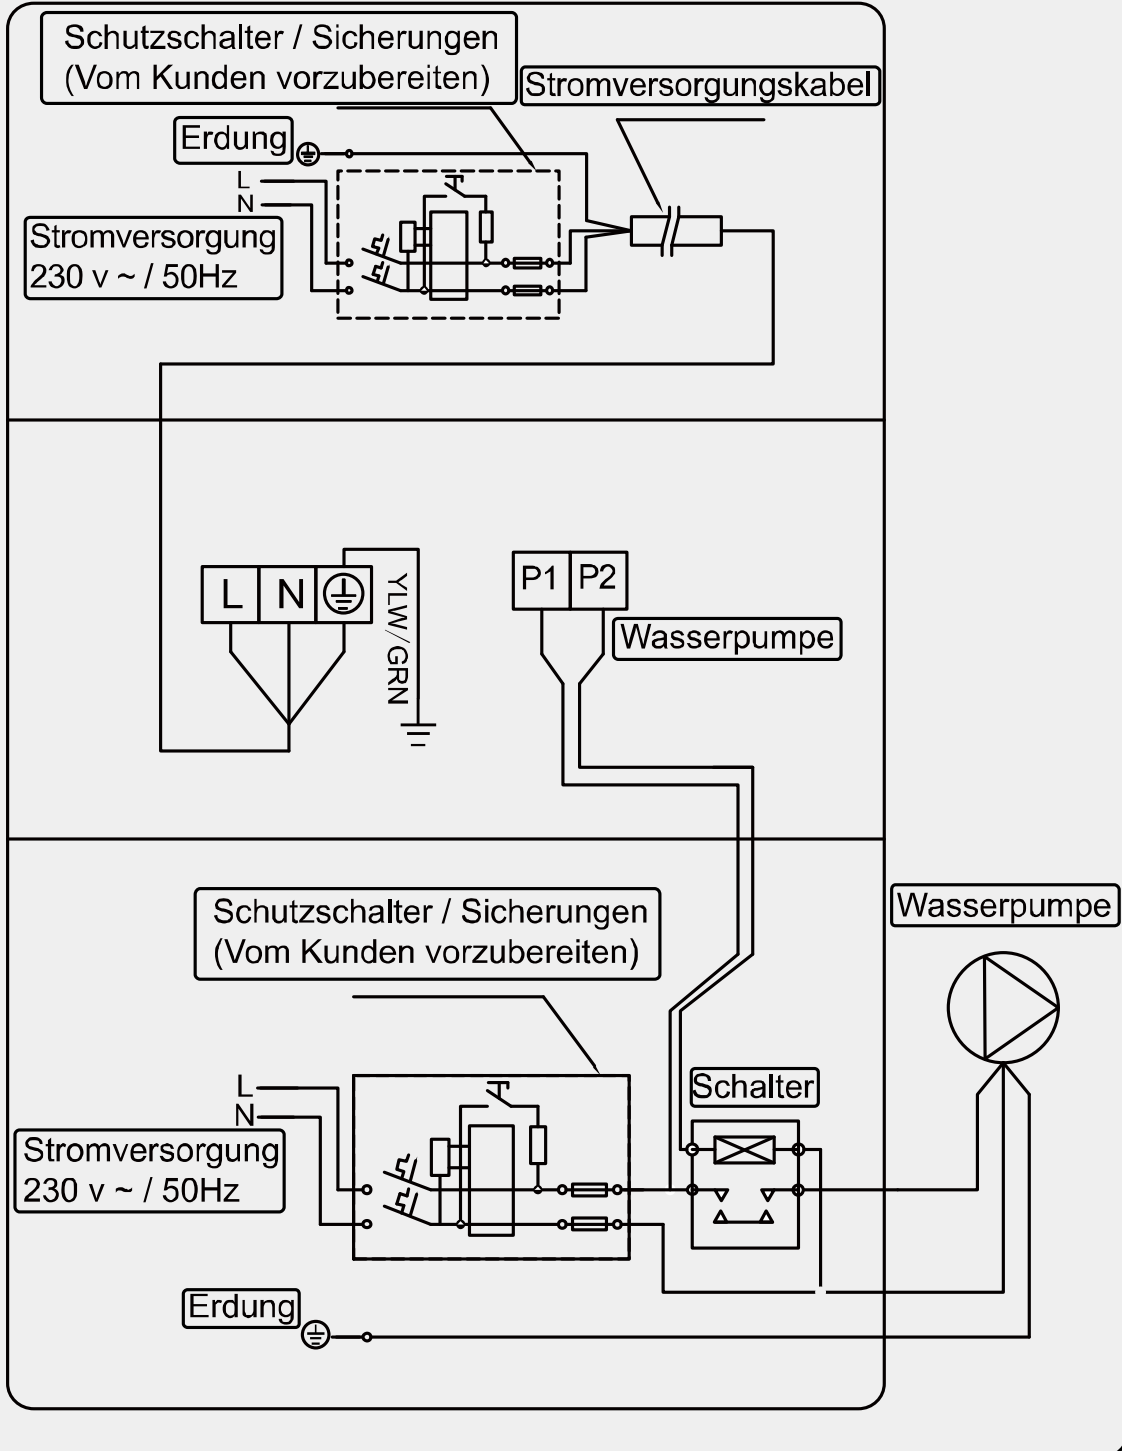 Schutzschalter / Sicherungen
(Vom Kunden vorzubereiten)
Stromversorgungskabel
Erdung
L
N
Stromversorgung
230 v ~ / 50Hz
L N
YLW/GRN
P1 P2
Wasserpumpe
Schutzschalter / Sicherungen
(Vom Kunden vorzubereiten)
Wasserpumpe
L
N
Schalter
Stromversorgung
230 v ~ / 50Hz
Erdung